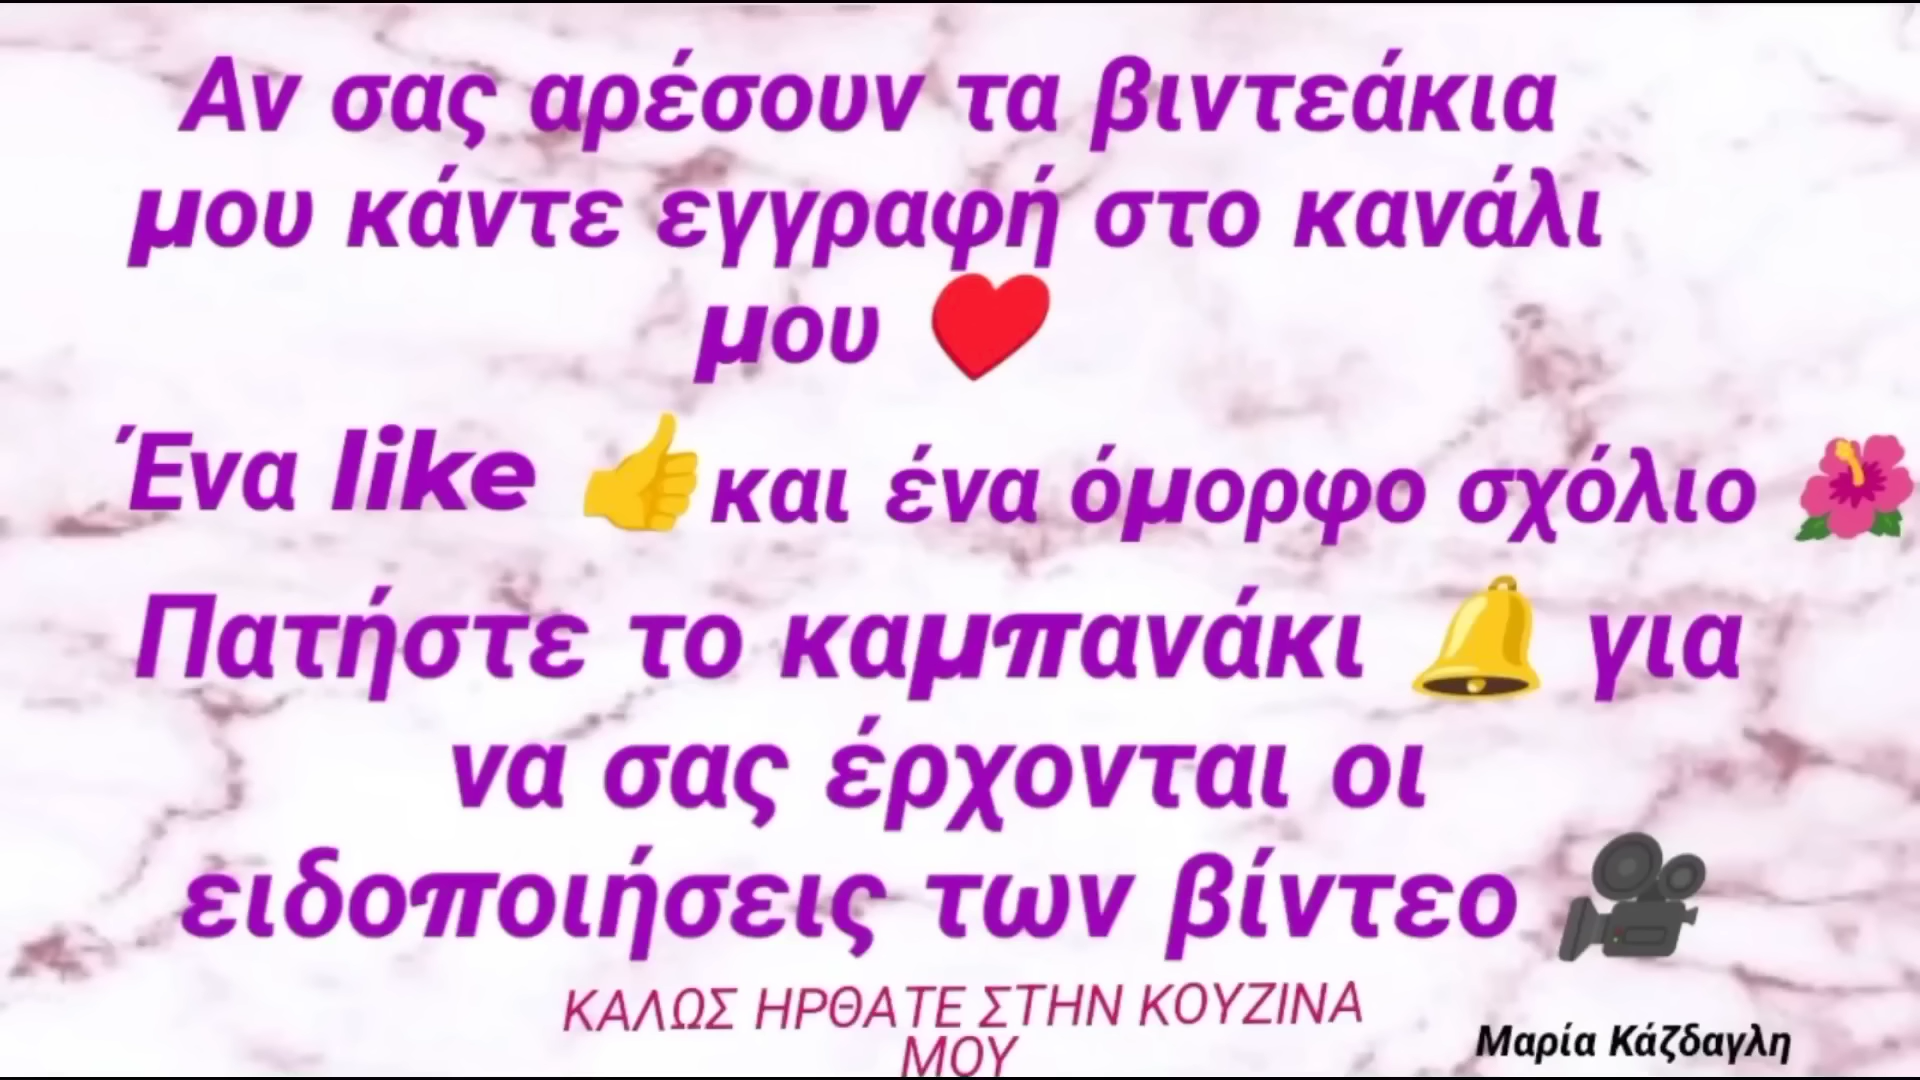 Αν σας αρέσουν τα βιντεάκια
μου κάντε εγγραφή στο κανάλι
μου ❤️
Ένα like 👍 και ένα όμορφο σχόλιο 🌺
Πατήστε το καμπανάκι 🔔 για
να σας έρχονται οι
ειδοποιήσεις των βίντεο 🎥
ΚΑΛΩΣ ΗΡΘΑΤΕ ΣΤΗΝ ΚΟΥΖΙΝΑ
ΜΟΥ
Μαρία Κάζδαγλη